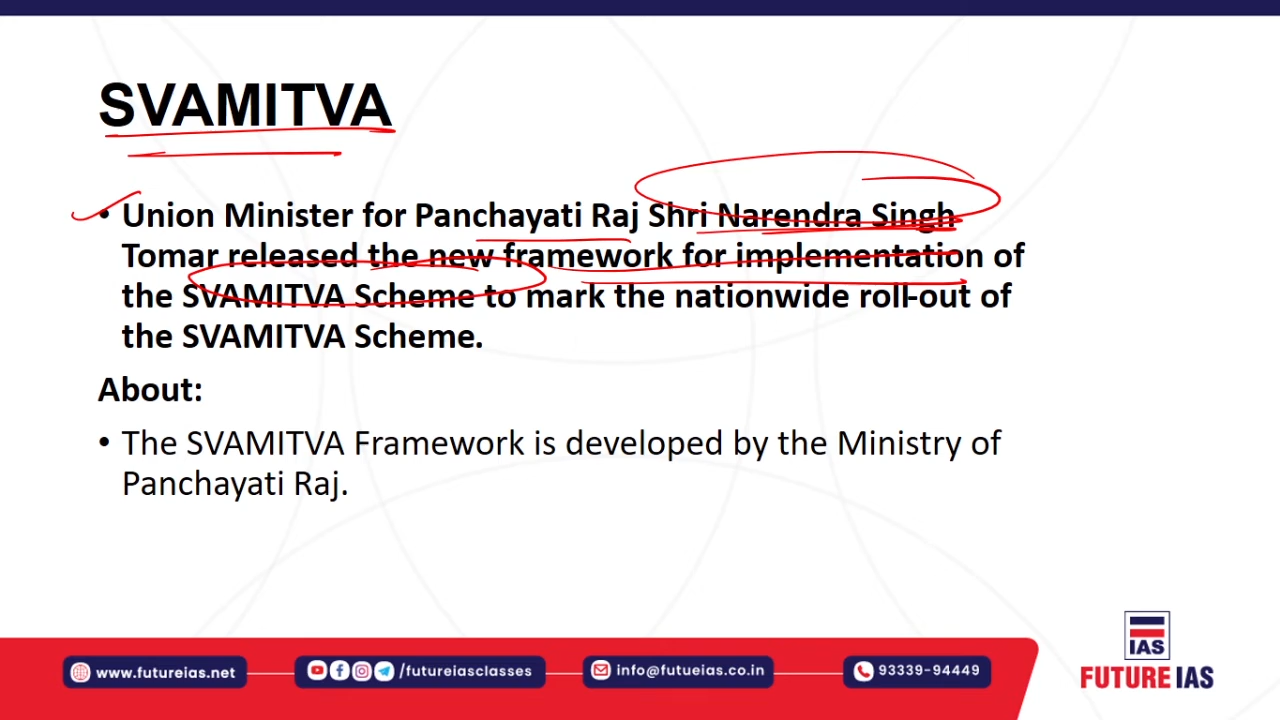 SVAMITVA
• Union Minister for Panchayati Raj Shri Narendra Singh
Tomar released the new framework for implementation of
the SVAMITVA Scheme to mark the nationwide roll-out of
the SVAMITVA Scheme.
About:
• The SVAMITVA Framework is developed by the Ministry of
Panchayati Raj.
www.futureias.net
/futureiasclasses
info@futueias.co.in
93339-94449
IAS
FUTURE IAS